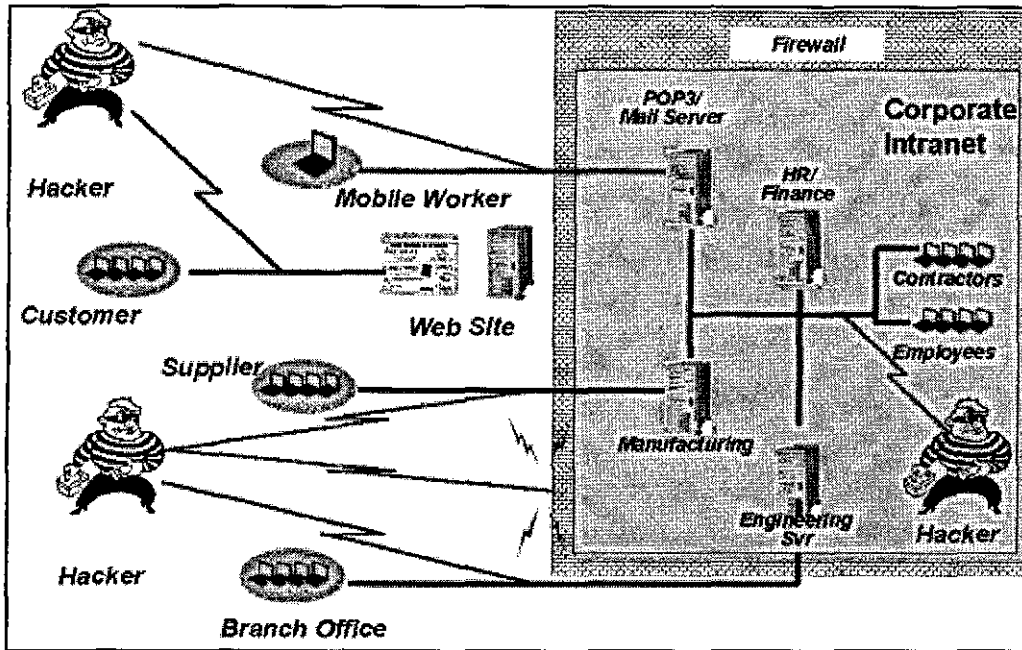 Firewall
POP3/
Mail Server
Corporate
Intranet
Hacker
Mobile Worker
HR/
Finance
Customer
Web Site
Contractors
Employees
Supplier
Manufacturing
Engineering
Svr
Hacker
Hacker
Branch Office